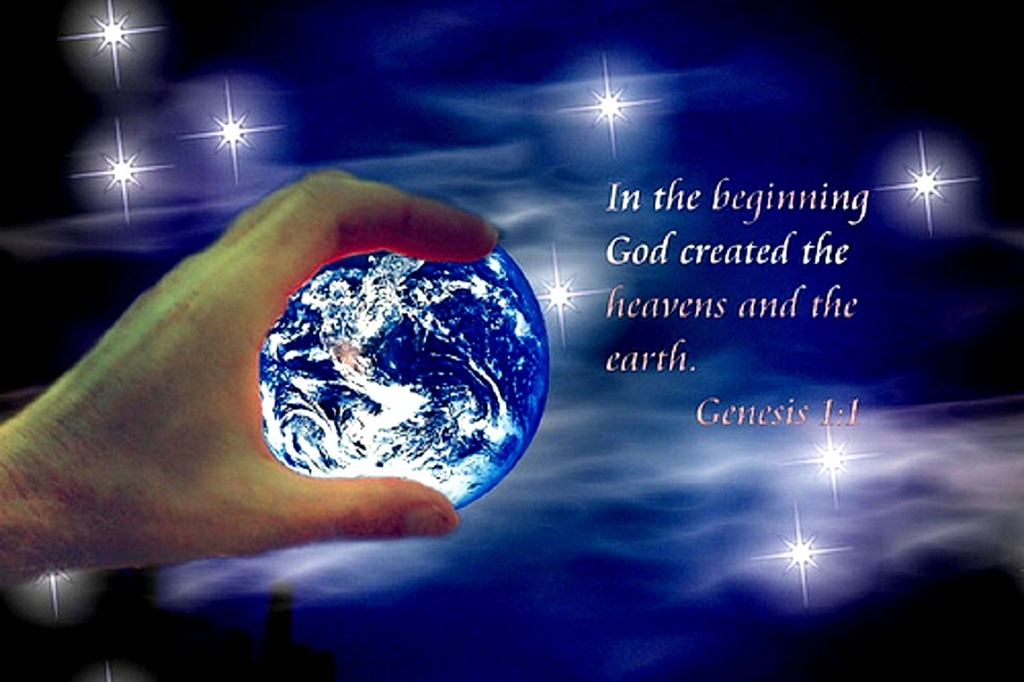 In the beginning
God created the
heavens and the
earth.
Genesis 1:1